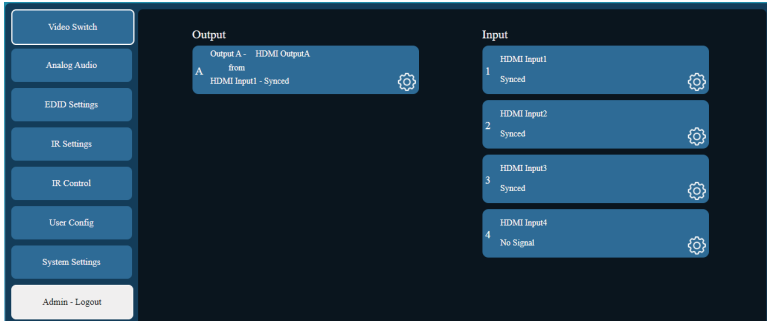 Video Switch
Analog Audio
EDID Settings
IR Settings
IR Control
User Config
System Settings
Admin - Logout
Output
A
Output A - HDMI OutputA
from
HDMI Input1 - Synced
Input
1
HDMI Input1
Synced
2
HDMI Input2
Synced
3
HDMI Input3
Synced
4
HDMI Input4
No Signal